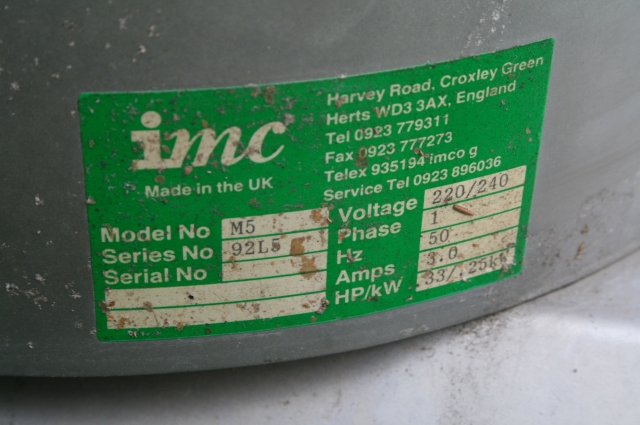 imc
Made in the UK
Harvey Road, Croxley Green
Herts WD3 3AX, England
Tel 0923 779311
Fax 0923 777273
Telex 935194 imco g
Service Tel 0923 896036
Model No M5
Series No 92L5
Serial No
Voltage 220/240
Phase 1
Hz 50
Amps 3.0
HP/kW .33/.25kW